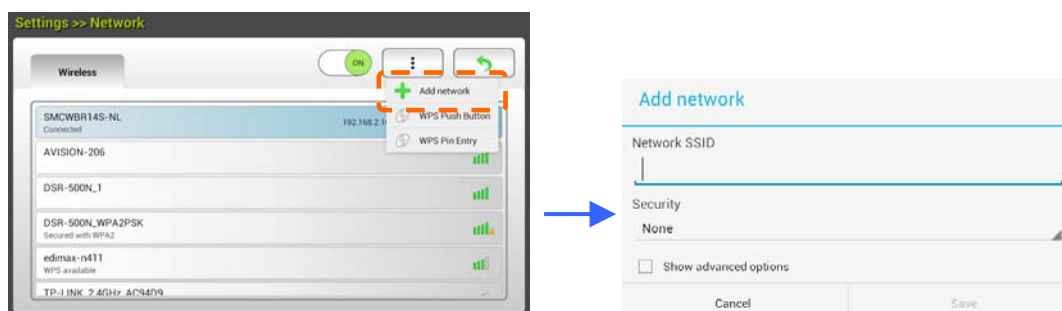 Settings >> Network
ON
Wireless
Add network
SMCWBR14S-NL
192.168.2.1
WPS Push Button
Connected
WPS Pin Entry
AVISION-206
DSR-500N_1
DSR-500N_WPA2PSK
Secured with WPA2
edimax-n411
WPS available
TP-LINK_2.4GHz_AC94D9
Add network
Network SSID
Security
None
Show advanced options
Cancel
Save